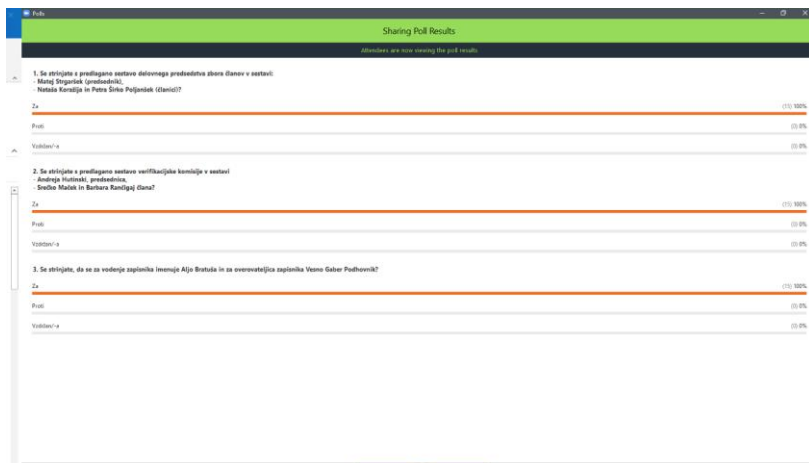 Polls
Sharing Poll Results
Attendees are now viewing the poll results
1. Se strinjate s predlagano sestavo delovnega predsedstva zbora članov v sestavi:
- Matej Strgaršek (predsednik),
- Nataša Koražija in Petra Širko Poljanšek (članici)?
Za (15) 100%
Proti (0) 0%
Vzdržan/-a (0) 0%
2. Se strinjate s predlagano sestavo verifikacijske komisije v sestavi
- Andreja Hutinski, predsednica,
- Srečko Maček in Barbara Rančigaj člana?
Za (15) 100%
Proti (0) 0%
Vzdržan/-a (0) 0%
3. Se strinjate, da se za vodenje zapisnika imenuje Aljo Bratuša in za overovateljica zapisnika Vesno Gaber Podhovnik?
Za (15) 100%
Proti (0) 0%
Vzdržan/-a (0) 0%